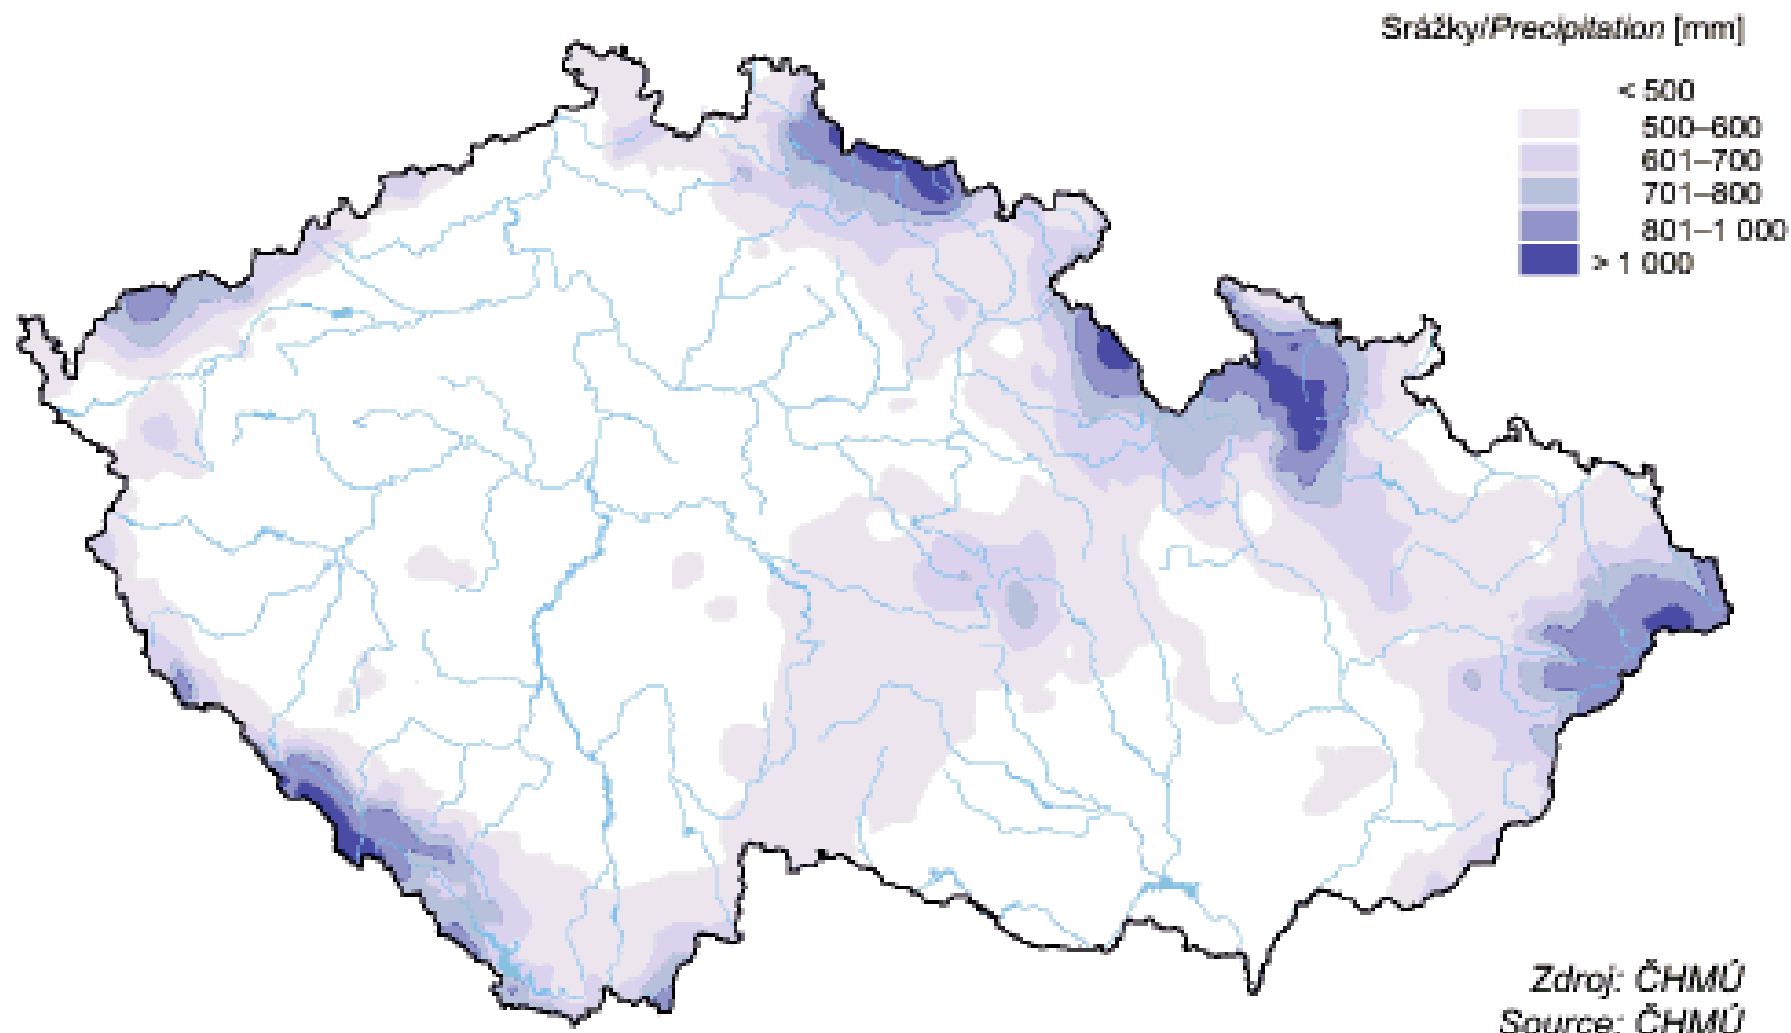 Srážky/Precipitation [mm]
< 500
500–600
601–700
701–800
801–1 000
> 1 000
Zdroj: ČHMÚ
Source: ČHMÚ